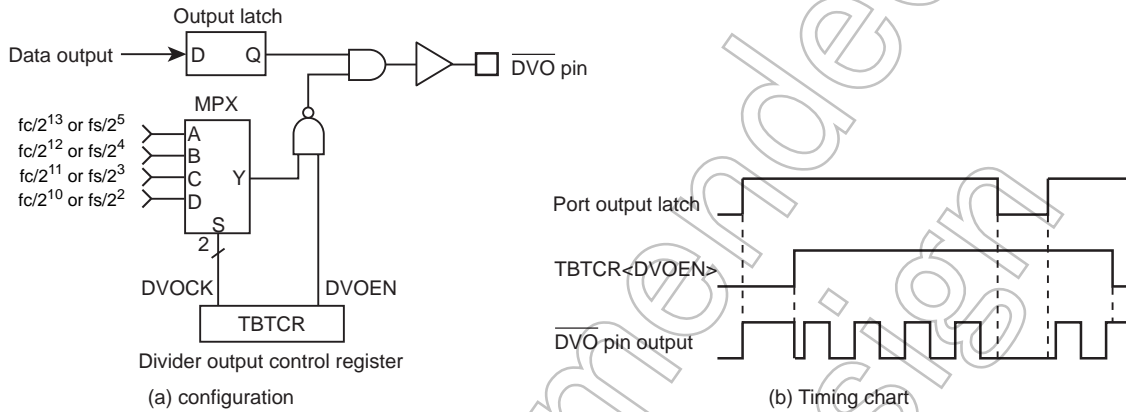 Output latch
Data output
D Q
DVO pin
MPX
fc/2^13 or fs/2^5
fc/2^12 or fs/2^4
fc/2^11 or fs/2^3
fc/2^10 or fs/2^2
A
B
C
D
Y
S
2
DVOCK
DVOEN
TBTCR
Divider output control register
(a) configuration
Port output latch
TBTCR<DVOEN>
DVO pin output
(b) Timing chart